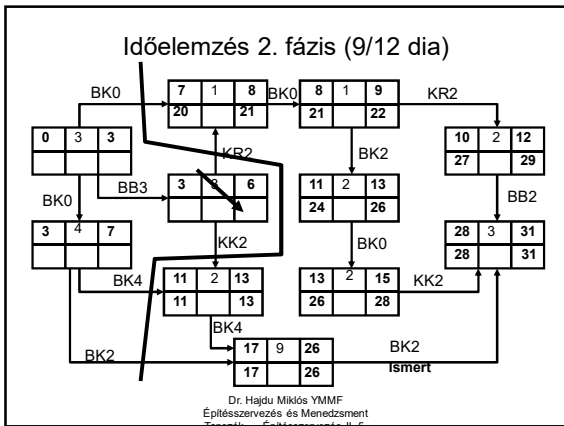 Időelemzés 2. fázis (9/12 dia)
BK0
7 1 8
20 21
BK0
8 1 9
21 22
KR2
0 3 3
KR2
BK2
10 2 12
27 29
BK0
BB3
3 3 6
11 2 13
24 26
BB2
3 4 7
KK2
BK0
28 3 31
28 31
BK4
11 2 13
11 13
13 2 15
26 28
KK2
BK4
BK2
17 9 26
17 26
BK2
Ismert
Dr. Hajdu Miklós YMMF
Építésszervezés és Menedzsment